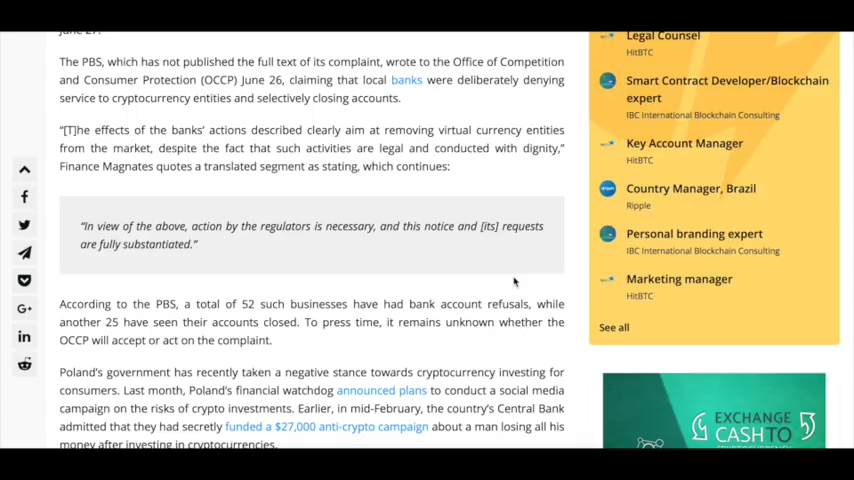 June 27.
The PBS, which has not published the full text of its complaint, wrote to the Office of Competition
and Consumer Protection (OCCP) June 26, claiming that local banks were deliberately denying
service to cryptocurrency entities and selectively closing accounts.
“[T]he effects of the banks’ actions described clearly aim at removing virtual currency entities
from the market, despite the fact that such activities are legal and conducted with dignity,”
Finance Magnates quotes a translated segment as stating, which continues:
“In view of the above, action by the regulators is necessary, and this notice and [its] requests
are fully substantiated.”
According to the PBS, a total of 52 such businesses have had bank account refusals, while
another 25 have seen their accounts closed. To press time, it remains unknown whether the
OCCP will accept or act on the complaint.
Poland’s government has recently taken a negative stance towards cryptocurrency investing for
consumers. Last month, Poland’s financial watchdog announced plans to conduct a social media
campaign on the risks of crypto investments. Earlier, in mid-February, the country’s Central Bank
admitted that they had secretly funded a $27,000 anti-crypto campaign about a man losing all his
money after investing in cryptocurrencies.
Legal Counsel
HitBTC
Smart Contract Developer/Blockchain
expert
IBC International Blockchain Consulting
Key Account Manager
HitBTC
Country Manager, Brazil
Ripple
Personal branding expert
IBC International Blockchain Consulting
Marketing manager
HitBTC
See all
EXCHANGE
CASH TO